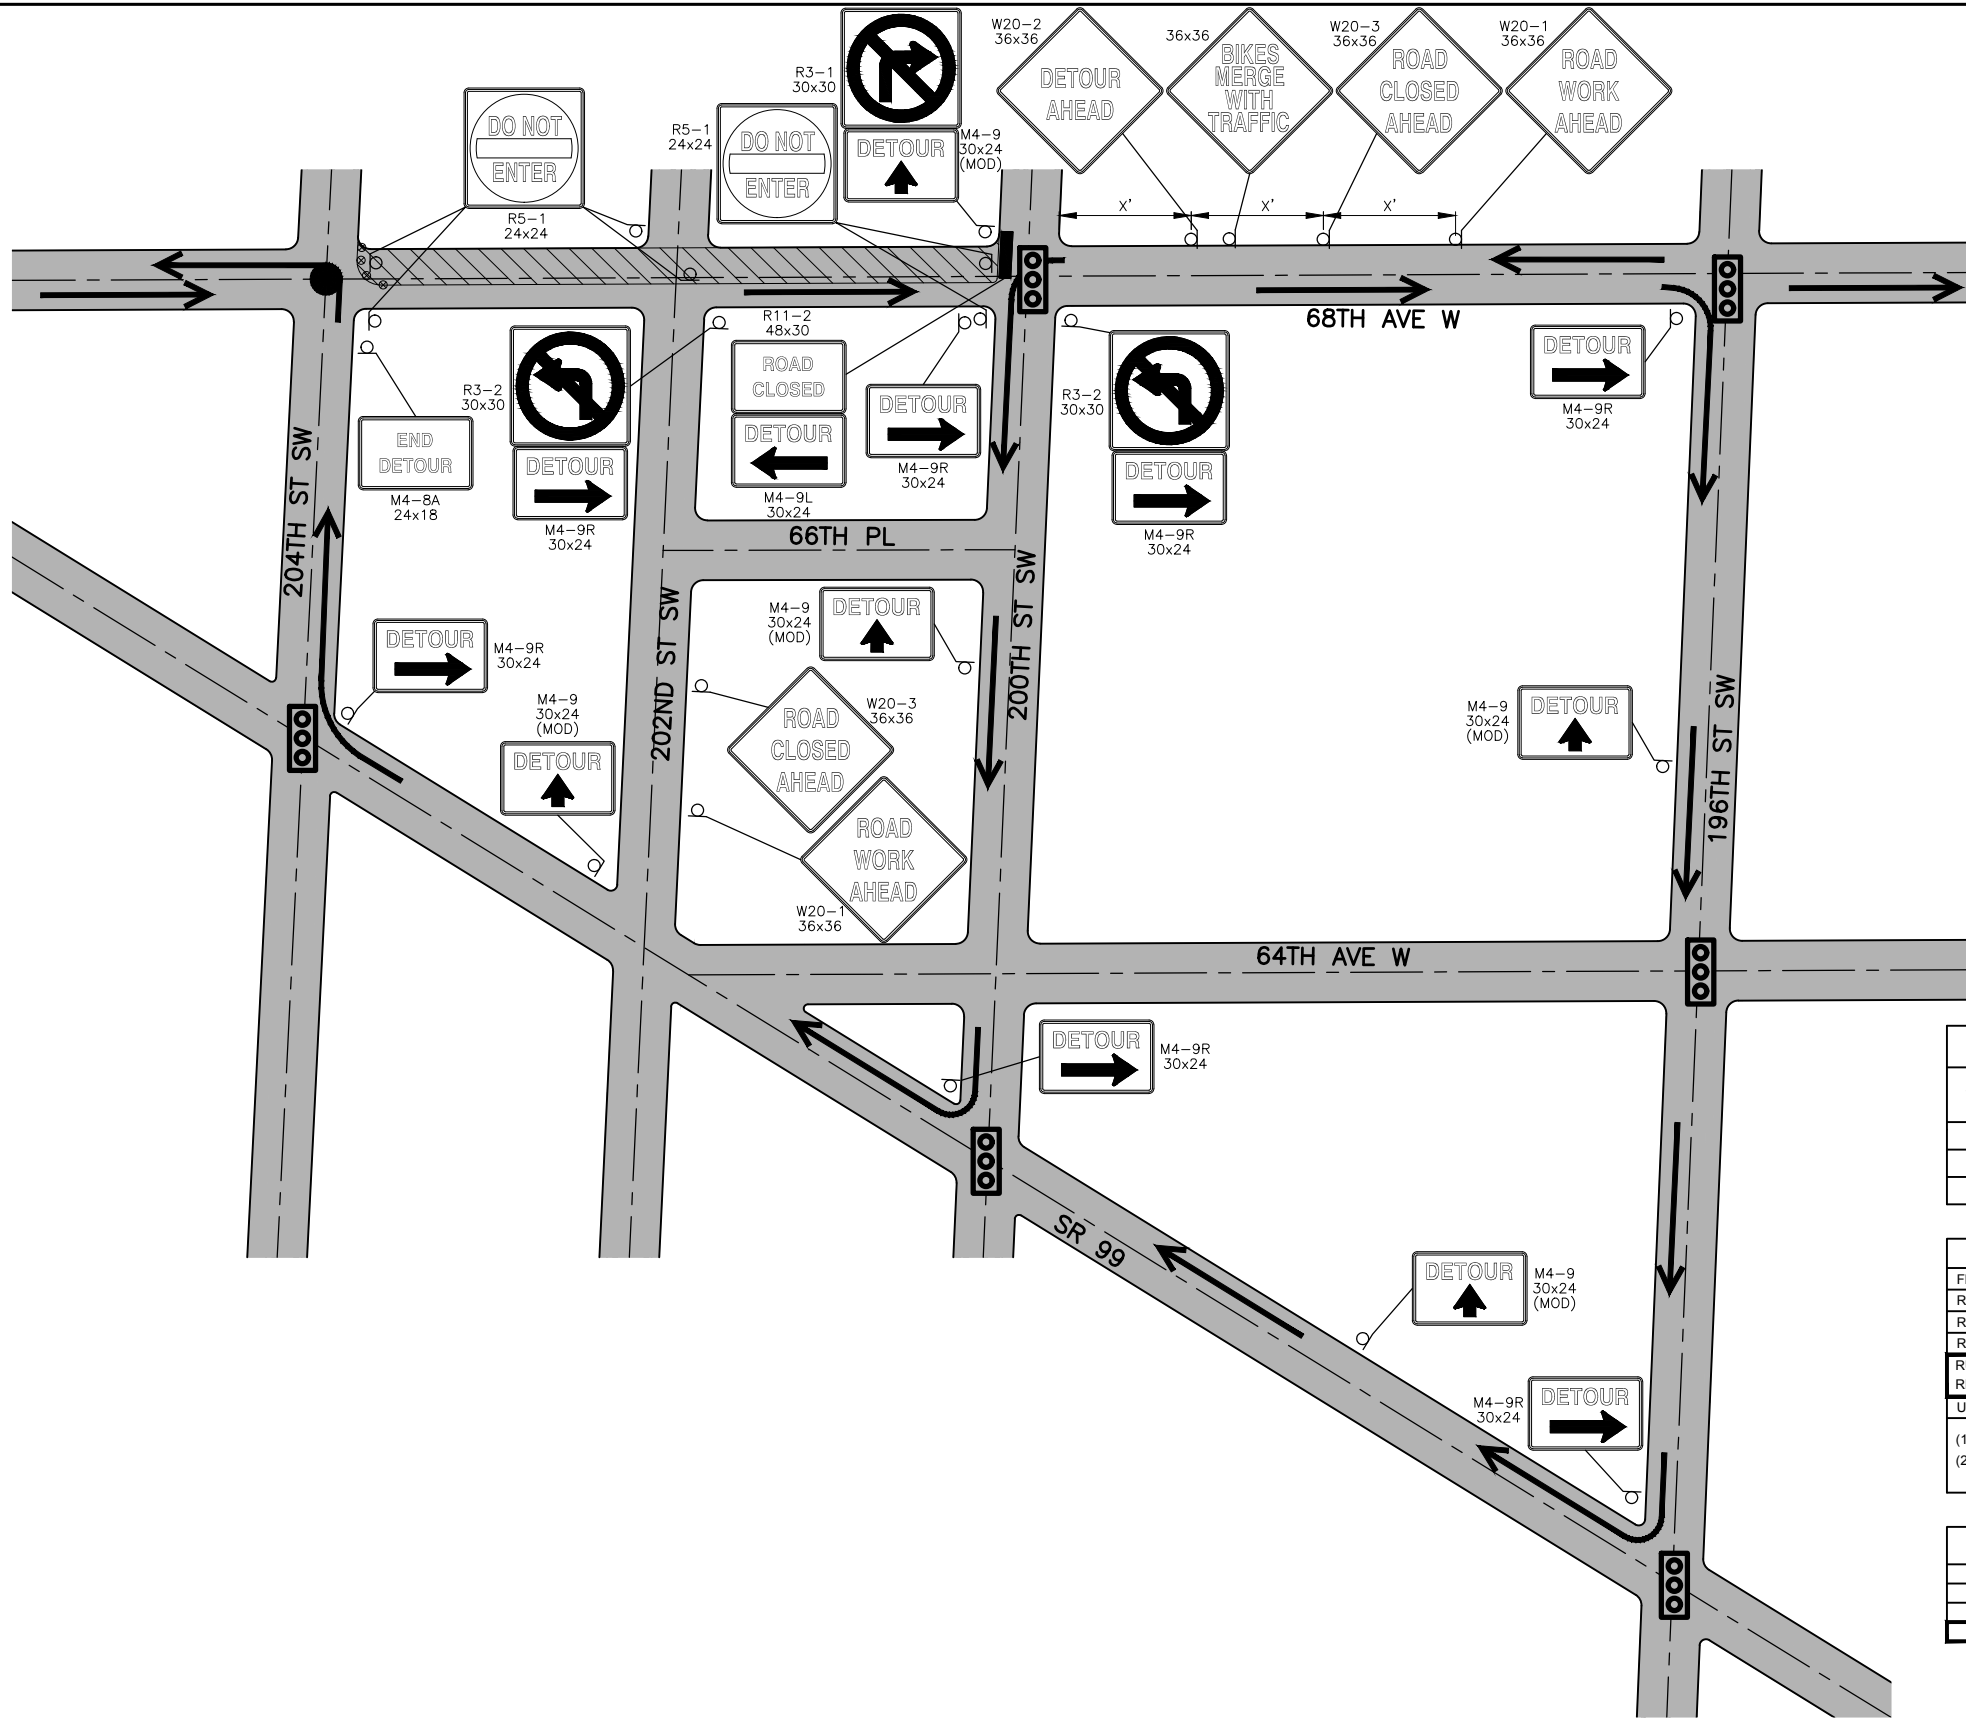 W20-2
36x36
DETOUR
AHEAD
36x36
BIKES
MERGE
WITH
TRAFFIC
W20-3
36x36
ROAD
CLOSED
AHEAD
W20-1
36x36
ROAD
WORK
AHEAD
R3-1
30x30
DETOUR
M4-9
30x24
(MOD)
DO NOT
ENTER
R5-1
24x24
R5-1
24x24
DO NOT
ENTER
X'
X'
X'
68TH AVE W
R3-2
30x30
DETOUR
M4-9R
30x24
R11-2
48x30
ROAD
CLOSED
DETOUR
M4-9L
30x24
DETOUR
M4-9R
30x24
R3-2
30x30
DETOUR
M4-9R
30x24
DETOUR
M4-9R
30x24
END
DETOUR
M4-8A
24x18
204TH ST SW
66TH PL
202ND ST SW
200TH ST SW
196TH ST SW
DETOUR
M4-9R
30x24
M4-9
30x24
(MOD)
DETOUR
M4-9
30x24
(MOD)
DETOUR
ROAD
CLOSED
AHEAD
W20-3
36x36
ROAD
WORK
AHEAD
W20-1
36x36
M4-9
30x24
(MOD)
DETOUR
64TH AVE W
DETOUR
M4-9R
30x24
SR 99
DETOUR
M4-9
30x24
(MOD)
M4-9R
30x24
DETOUR